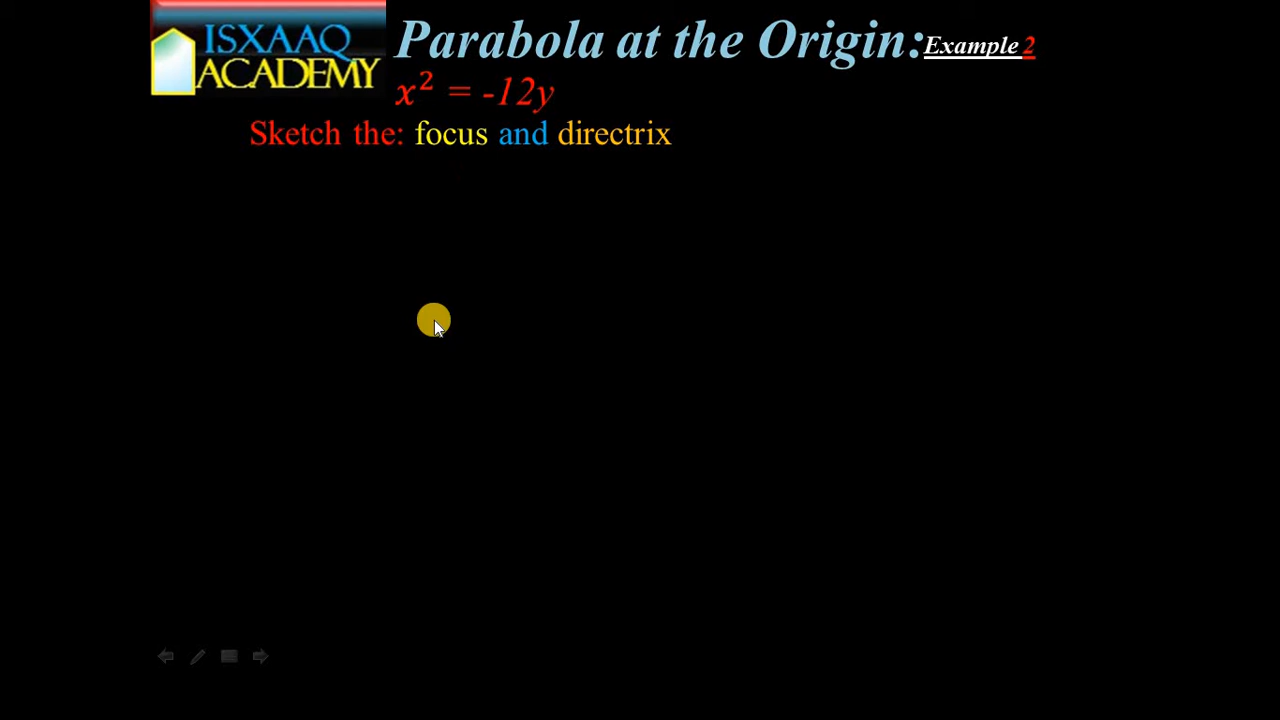 ISXAAQ
ACADEMY
Parabola at the Origin: Example 2
x² = -12y
Sketch the: focus and directrix